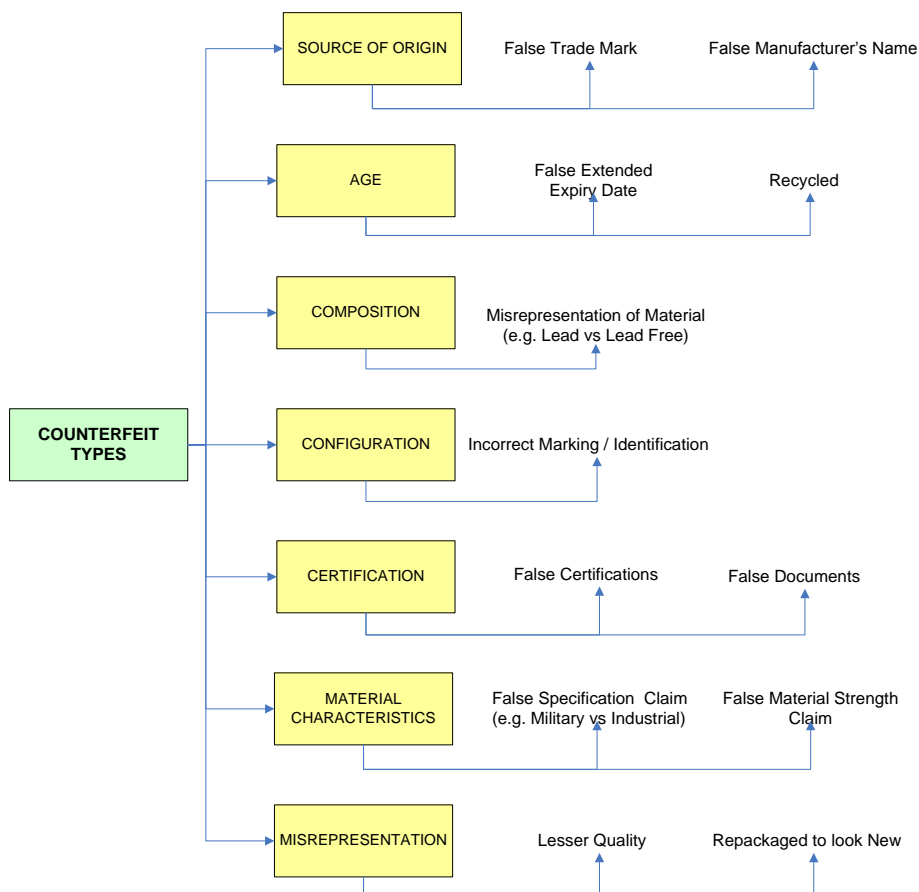 SOURCE OF ORIGIN
False Trade Mark
False Manufacturer's Name
AGE
False Extended
Expiry Date
Recycled
COMPOSITION
Misrepresentation of Material
(e.g. Lead vs Lead Free)
COUNTERFEIT
TYPES
CONFIGURATION
Incorrect Marking / Identification
CERTIFICATION
False Certifications
False Documents
MATERIAL
CHARACTERISTICS
False Specification  Claim
(e.g. Military vs Industrial)
False Material Strength
Claim
MISREPRESENTATION
Lesser Quality
Repackaged to look New